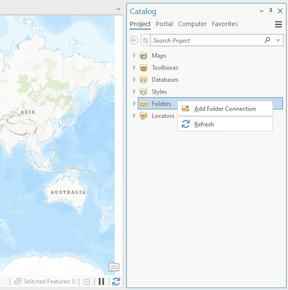 Catalog
Project Portal Computer Favorites
Search Project
Maps
Toolboxes
Databases
Styles
Folders
Add Folder Connection
Locators
Refresh
ASIA
AUSTRALIA
Selected Features: 0